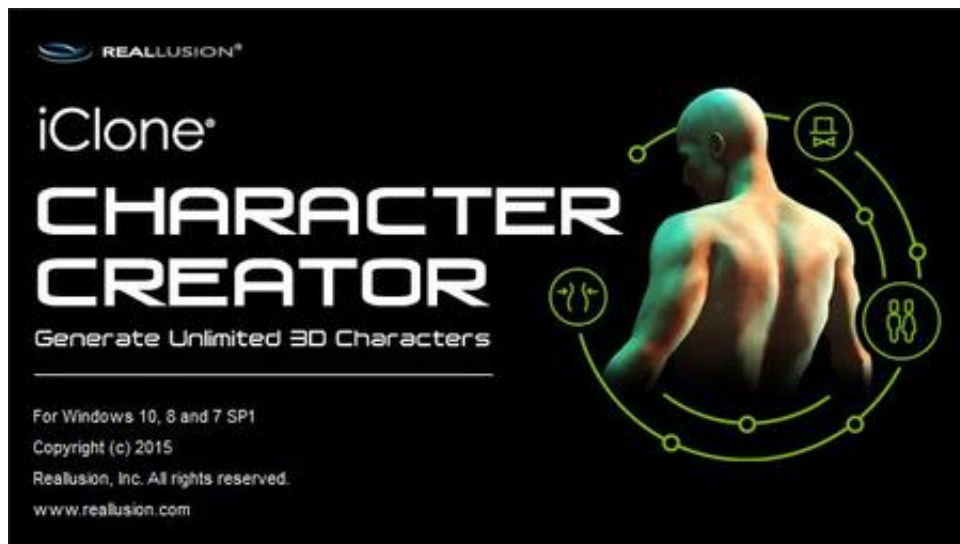 REALLUSION®
iClone®
CHARACTER
CREATOR
Generate Unlimited 3D Characters
For Windows 10, 8 and 7 SP1
Copyright (c) 2015
Reallusion, Inc. All rights reserved.
www.reallusion.com